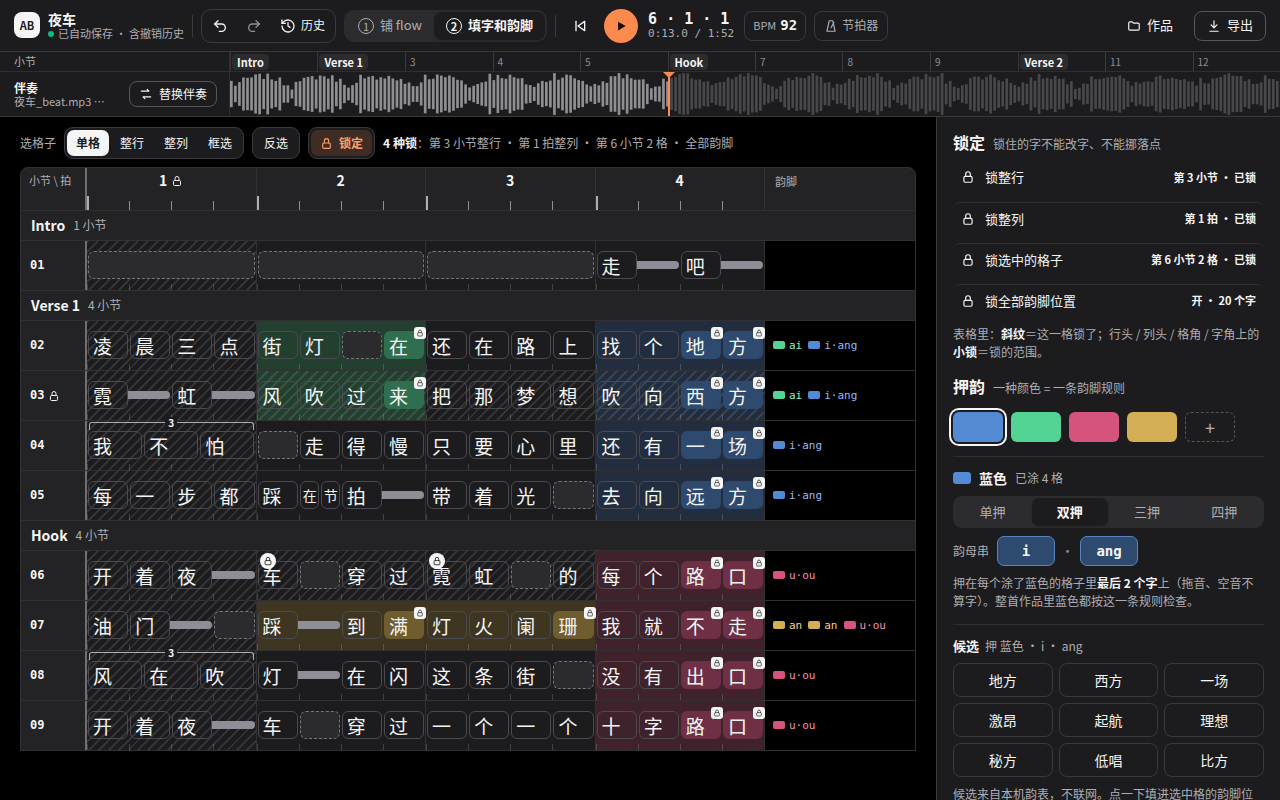 AB 夜车
已自动保存 · 含撤销历史
历史
1 铺 flow
2 填字和韵脚
6 · 1 · 1
0:13.0 / 1:52
BPM 92
节拍器
作品
导出
小节 Intro Verse 1 3 4 5 Hook 7 8 9 Verse 2 11 12
伴奏
夜车_beat.mp3 ···
替换伴奏
选格子 单格 整行 整列 框选 反选 锁定 4 种锁：第 3 小节整行 · 第 1 拍整列 · 第 6 小节 2 格 · 全部韵脚
小节 \ 拍 1 2 3 4 韵脚
Intro 1 小节
01 走 吧
Verse 1 4 小节
02 凌 晨 三 点 街 灯 在 还 在 路 上 找 个 地 方 ai i·ang
03 霓 虹 风 吹 过 来 把 那 梦 想 吹 向 西 方 ai i·ang
3
04 我 不 怕 走 得 慢 只 要 心 里 还 有 一 场 i·ang
05 每 一 步 都 踩 在 节 拍 带 着 光 去 向 远 方 i·ang
Hook 4 小节
06 开 着 夜 车 穿 过 霓 虹 的 每 个 路 口 u·ou
07 油 门 踩 到 满 灯 火 阑 珊 我 就 不 走 an an u·ou
3
08 风 在 吹 灯 在 闪 这 条 街 没 有 出 口 u·ou
09 开 着 夜 车 穿 过 一 个 一 个 十 字 路 口 u·ou
锁定 锁住的字不能改字、不能挪落点
锁整行 第 3 小节 · 已锁
锁整列 第 1 拍 · 已锁
锁选中的格子 第 6 小节 2 格 · 已锁
锁全部韵脚位置 开 · 20 个字
表格里：斜纹＝这一格锁了；行头 / 列头 / 格角 / 字角上的
小锁＝锁的范围。
押韵 一种颜色 = 一条韵脚规则
+
蓝色 已涂 4 格
单押 双押 三押 四押
韵母串 i · ang
押在每个涂了蓝色的格子里最后 2 个字上（拖音、空音不
算字）。整首作品里蓝色都按这一条规则检查。
候选 押 蓝色 · i · ang
地方 西方 一场
激昂 起航 理想
秘方 低唱 比方
候选来自本机韵表，不联网。点一下填进选中格的韵脚位